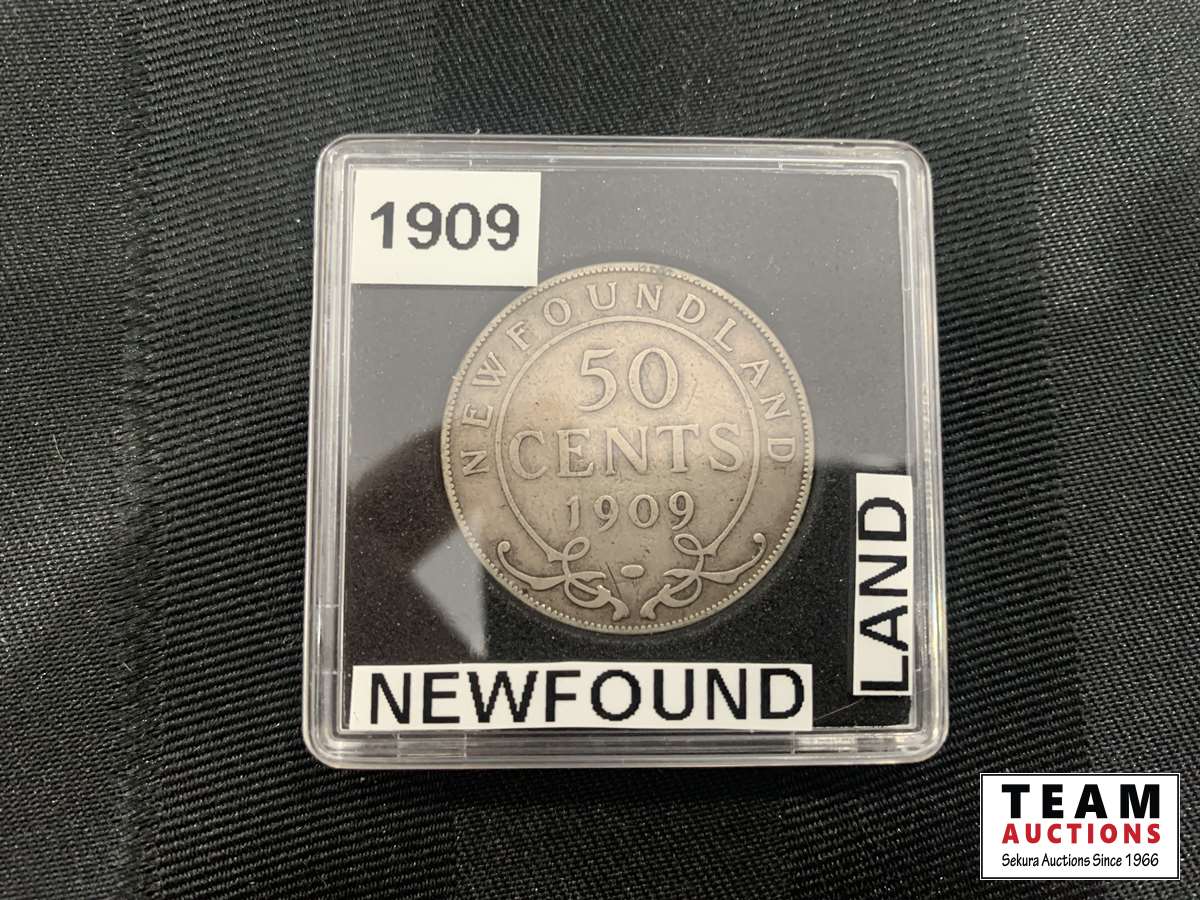 1909
NEWFOUNDLAND
50
CENTS
1909
NEWFOUND
LAND
TEAM
AUCTIONS
Sekura Auctions Since 1966